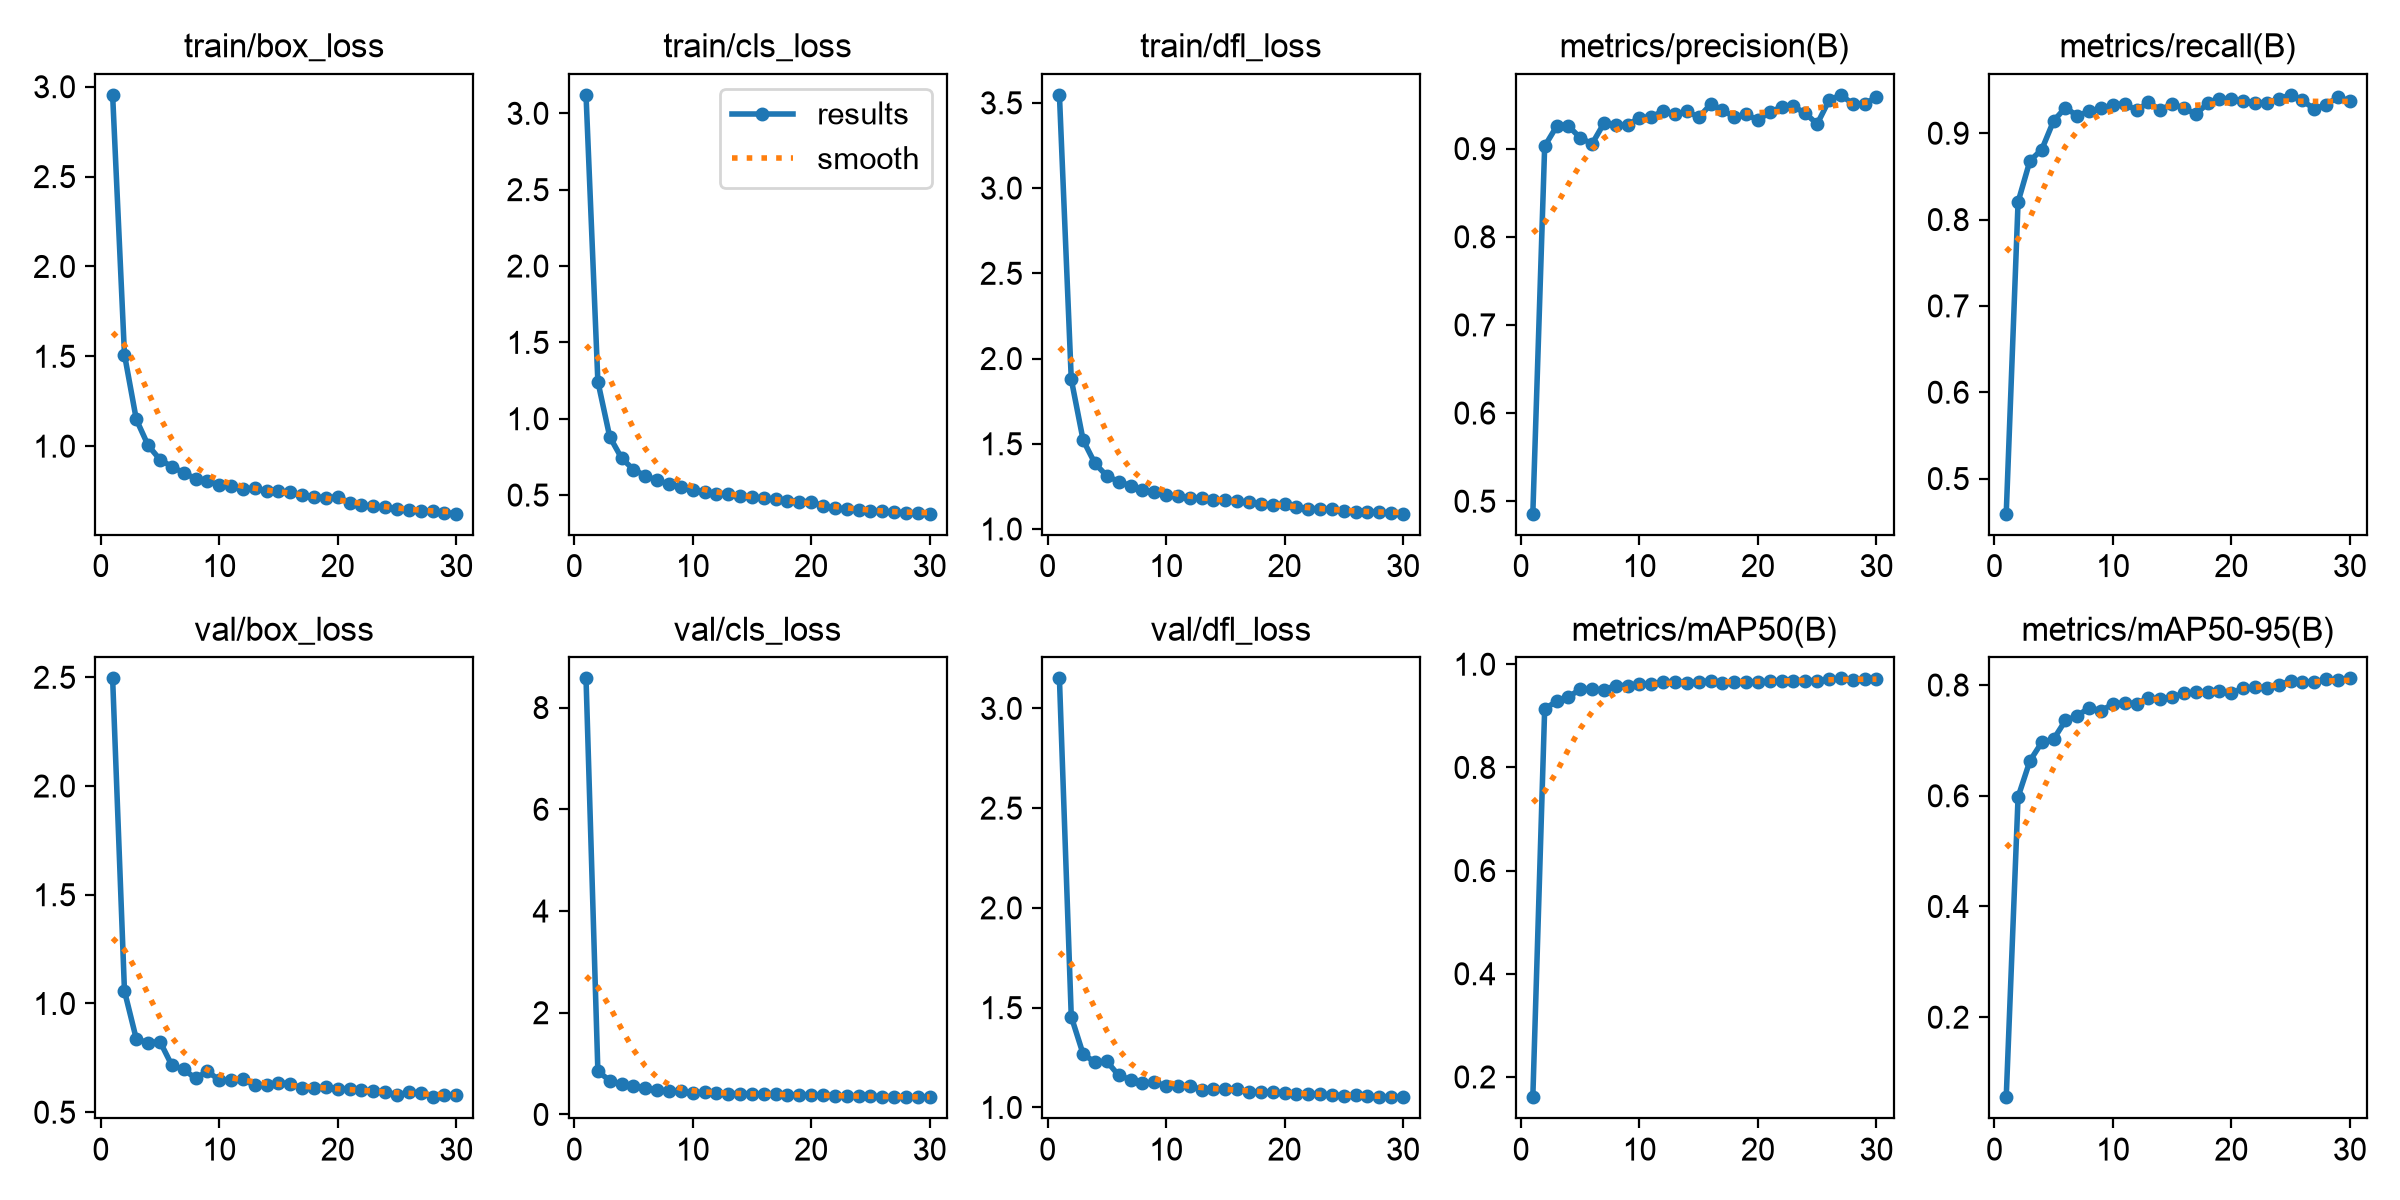 train/box_loss
3.0
2.5
2.0
1.5
1.0
0 10 20 30
train/cls_loss
results
smooth
3.0
2.5
2.0
1.5
1.0
0.5
0 10 20 30
train/dfl_loss
3.5
3.0
2.5
2.0
1.5
1.0
0 10 20 30
metrics/precision(B)
0.9
0.8
0.7
0.6
0.5
0 10 20 30
metrics/recall(B)
0.9
0.8
0.7
0.6
0.5
0 10 20 30
val/box_loss
2.5
2.0
1.5
1.0
0.5
0 10 20 30
val/cls_loss
8
6
4
2
0
0 10 20 30
val/dfl_loss
3.0
2.5
2.0
1.5
1.0
0 10 20 30
metrics/mAP50(B)
1.0
0.8
0.6
0.4
0.2
0 10 20 30
metrics/mAP50-95(B)
0.8
0.6
0.4
0.2
0 10 20 30